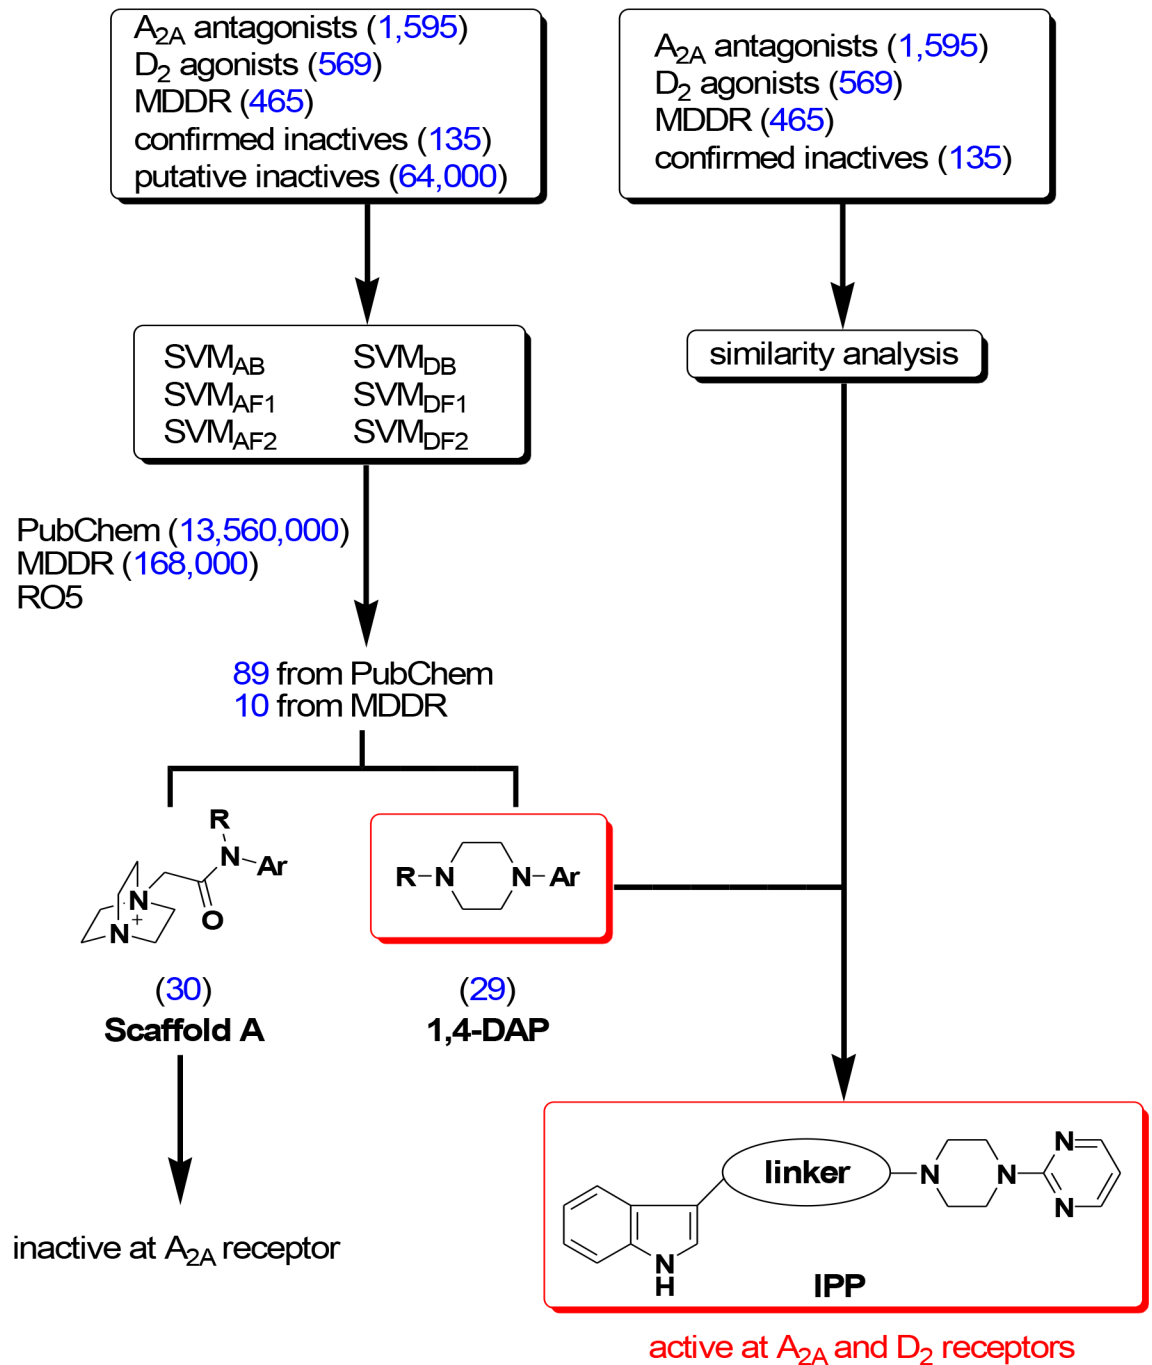 A2A antagonists (1,595)
D2 agonists (569)
MDDR (465)
confirmed inactives (135)
putative inactives (64,000)
A2A antagonists (1,595)
D2 agonists (569)
MDDR (465)
confirmed inactives (135)
SVMAB SVMDB
SVMAF1 SVMDF1
SVMAF2 SVMDF2
similarity analysis
PubChem (13,560,000)
MDDR (168,000)
RO5
89 from PubChem
10 from MDDR
R
N Ar
N
+
O
N
R N N Ar
(30)
Scaffold A
(29)
1,4-DAP
inactive at A2A receptor
N
linker N N
N
N
H
IPP
active at A2A and D2 receptors